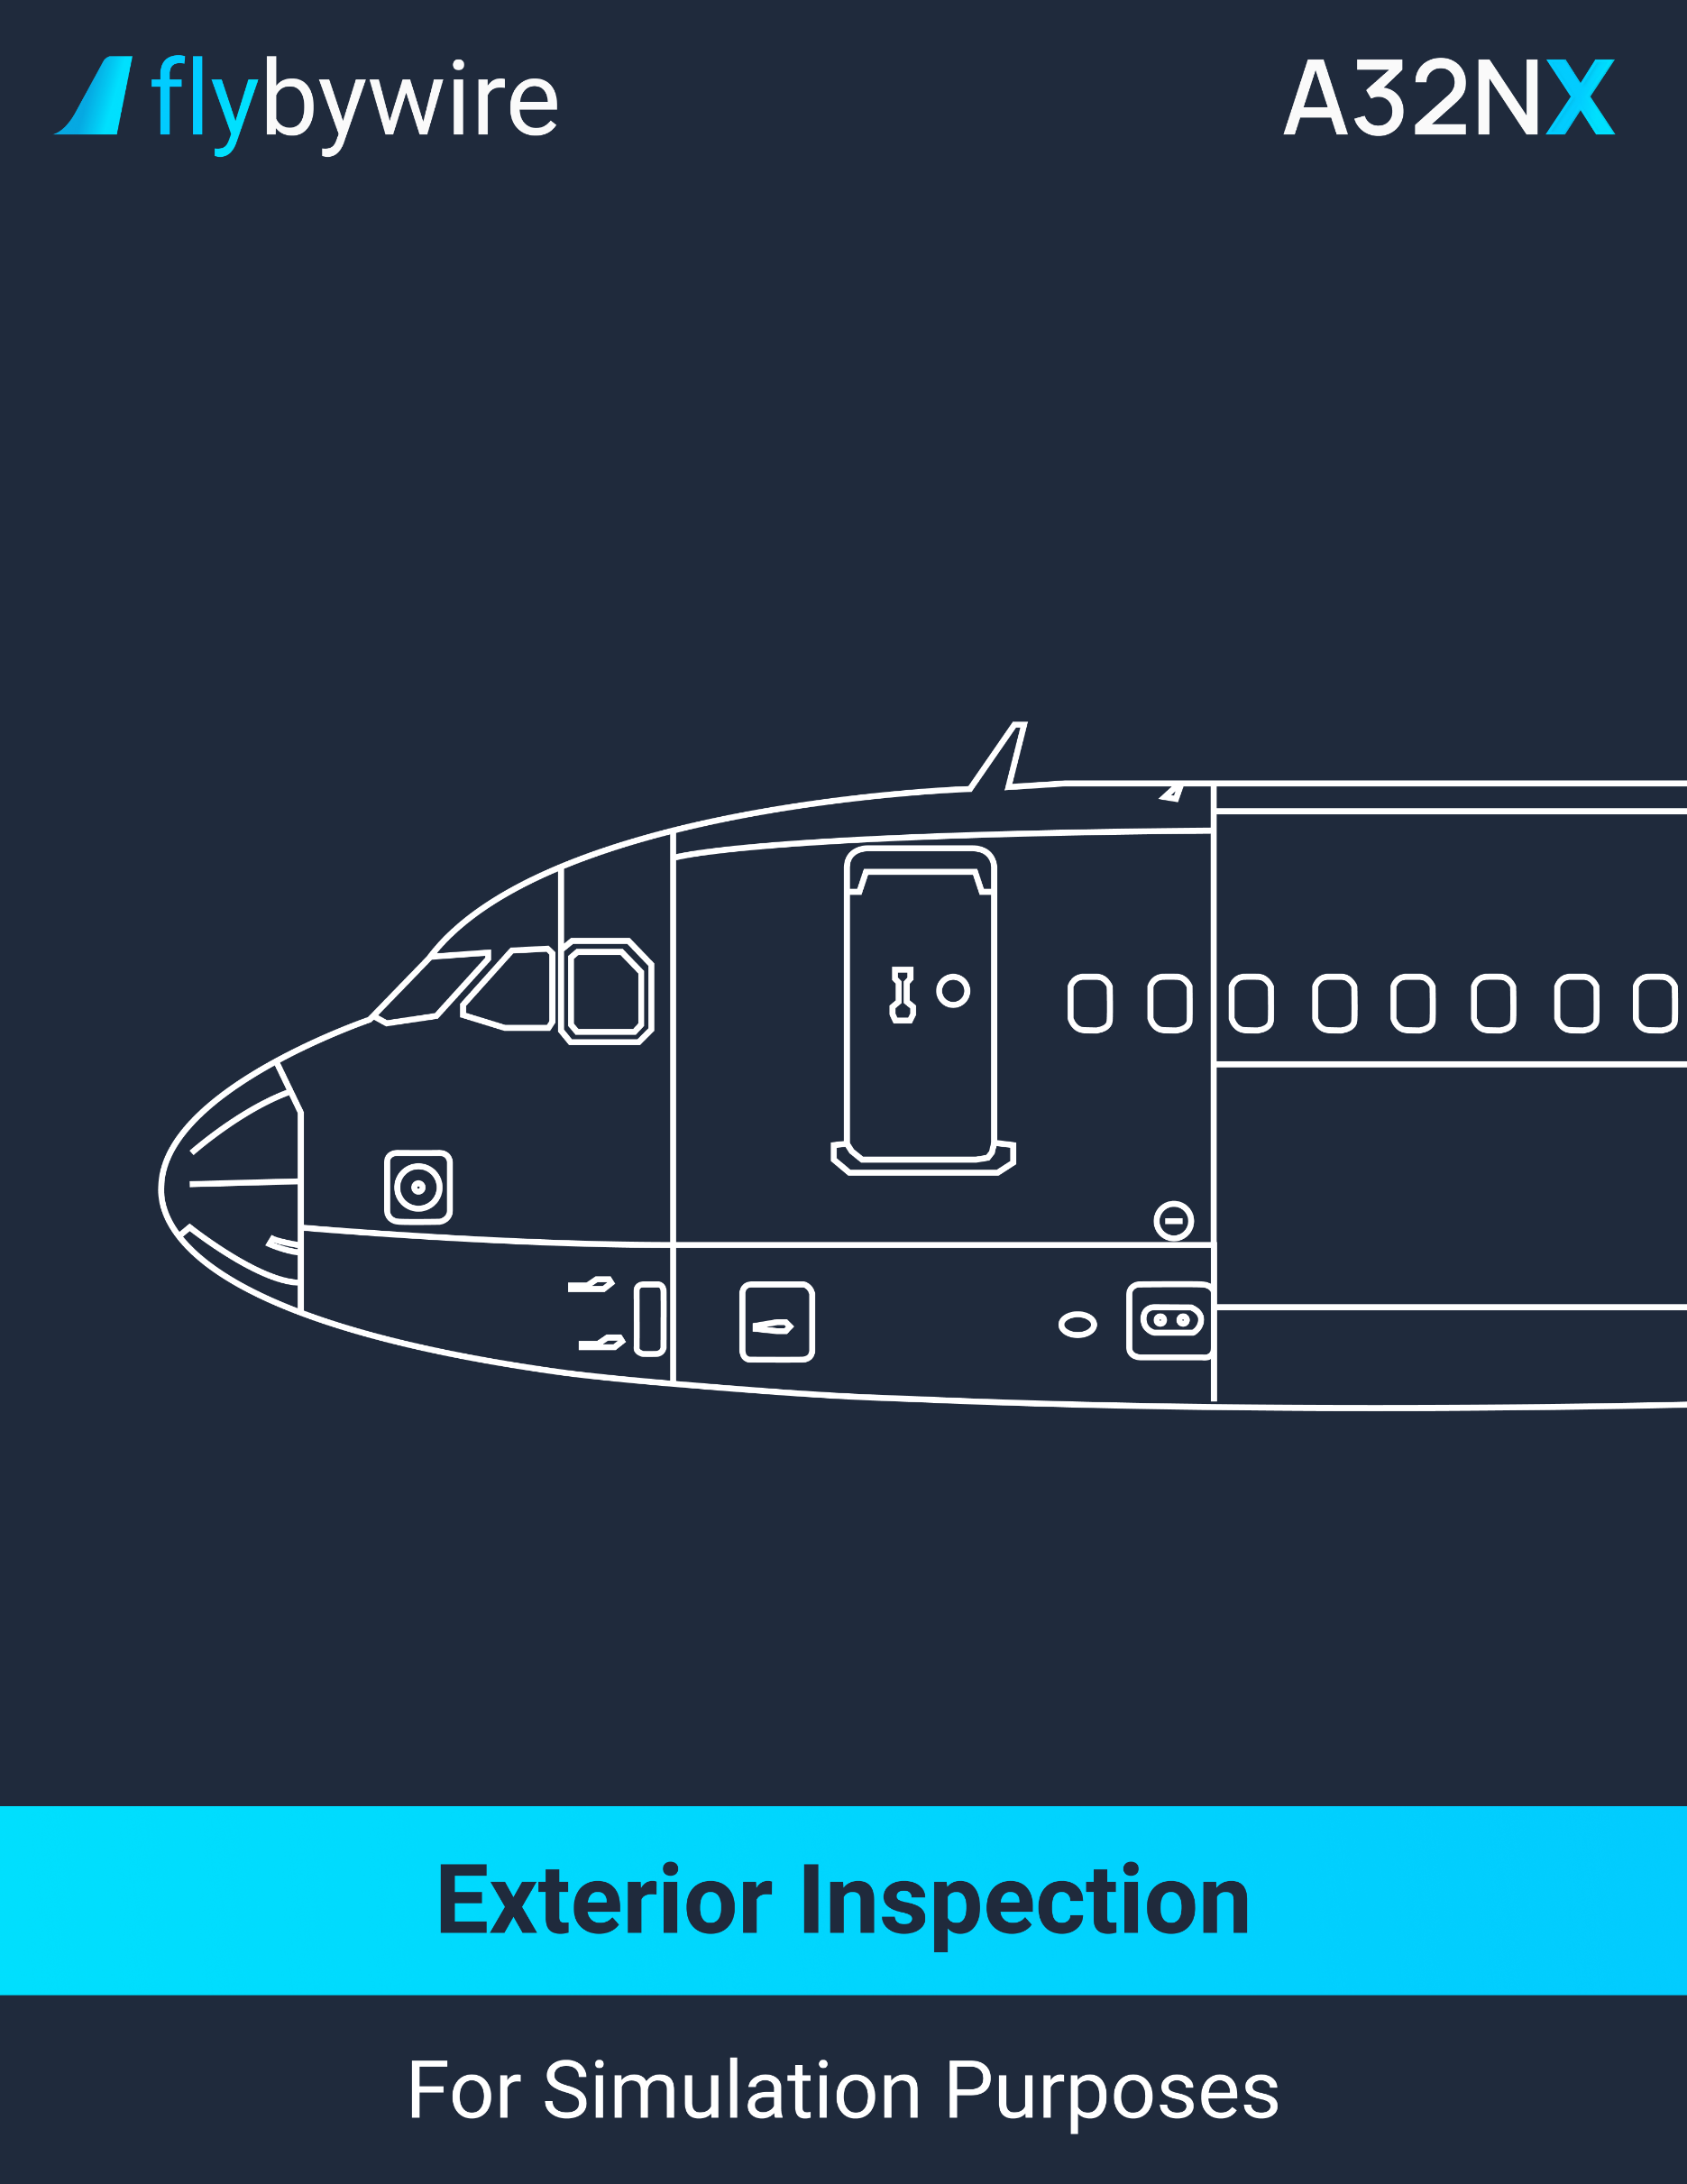 flybywire
A32NX
Exterior Inspection
For Simulation Purposes